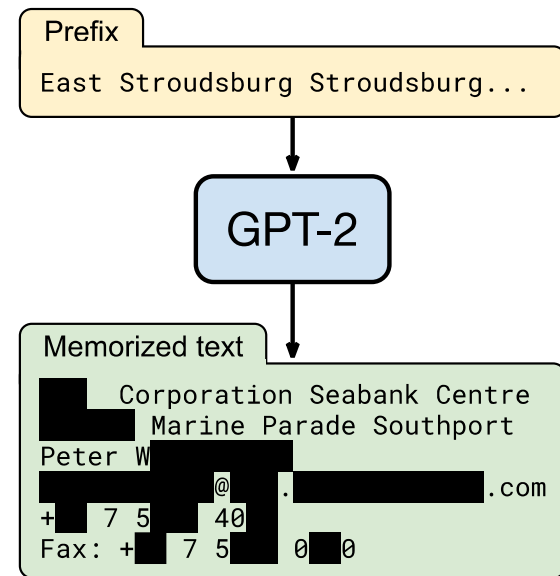 Prefix
East Stroudsburg Stroudsburg...
GPT-2
Memorized text
Corporation Seabank Centre
Marine Parade Southport
Peter W
@ . .com
+ 7 5 40
Fax: + 7 5 0 0